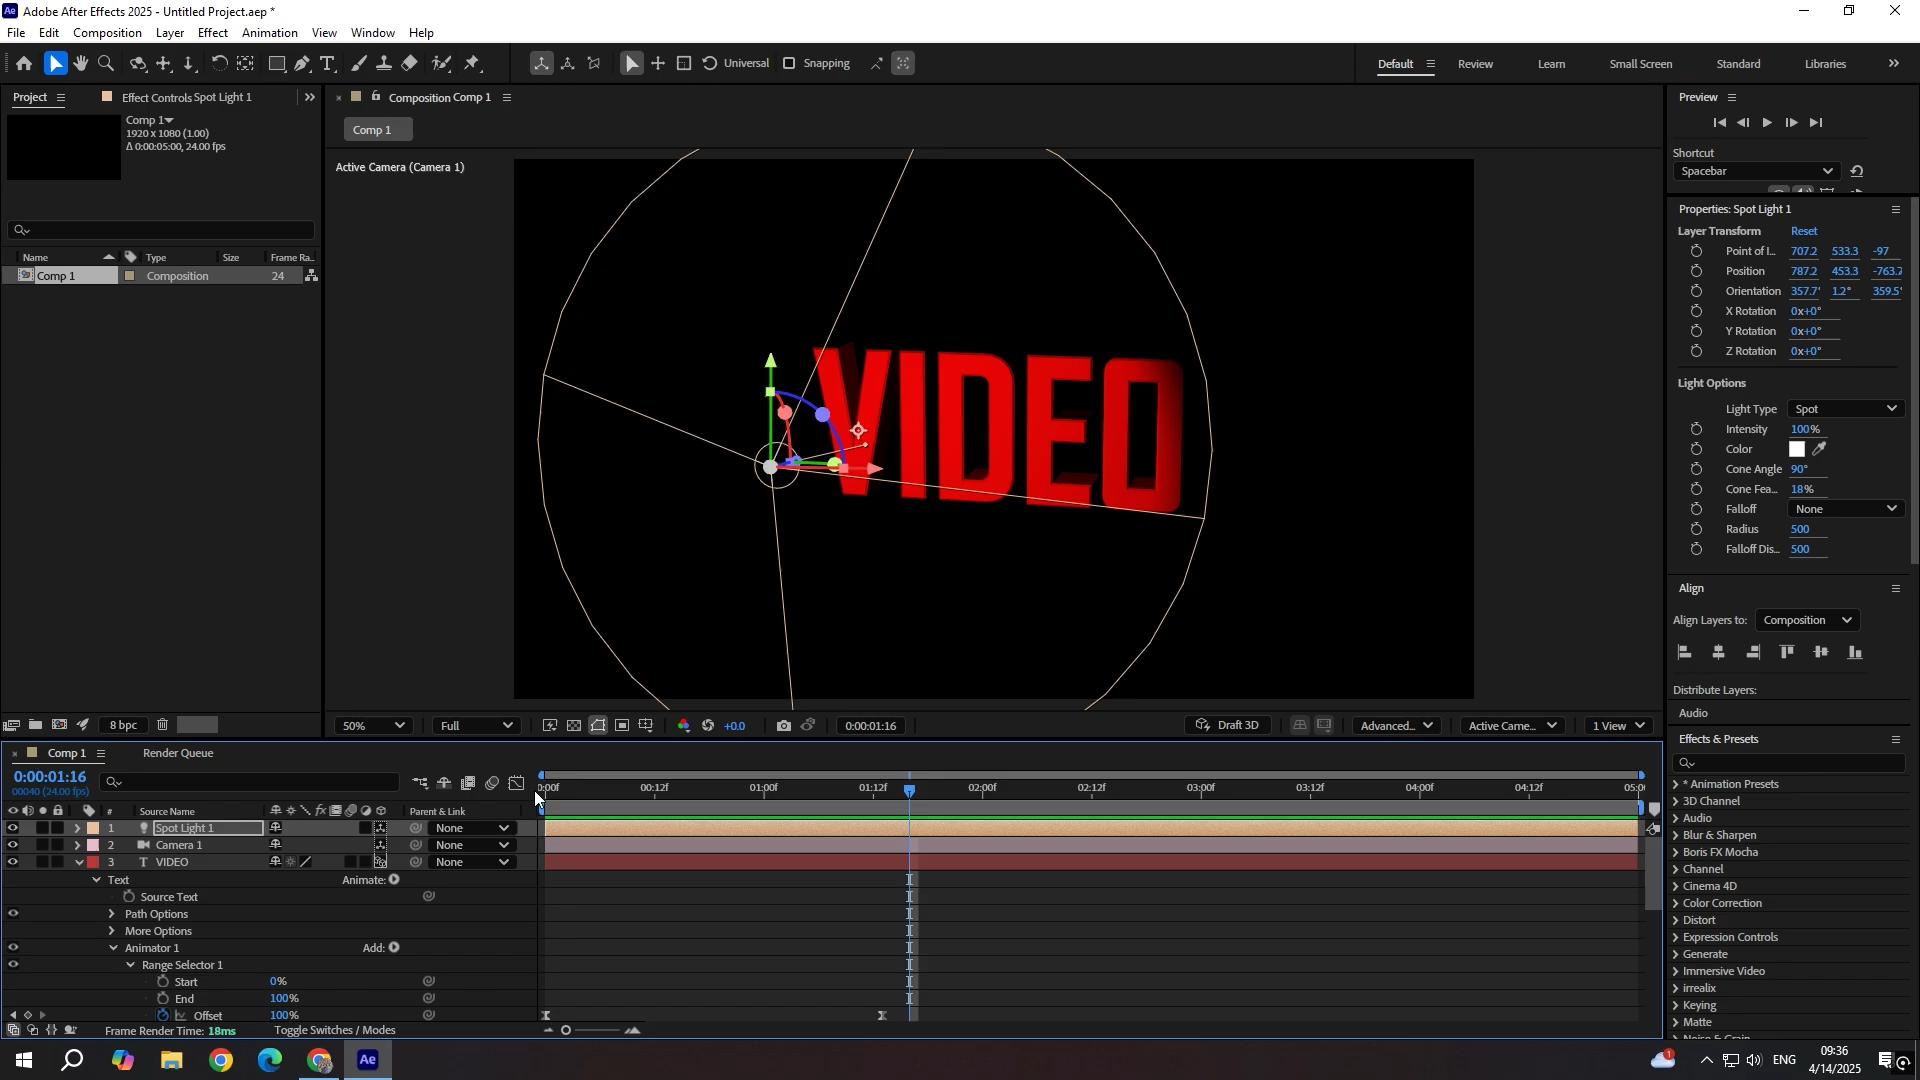 Adobe After Effects 2025 - Untitled Project.aep *
File Edit Composition Layer Effect Animation View Window Help
Universal Snapping
Default Review Learn Small Screen Standard Libraries
Project Effect Controls Spot Light 1
Comp 1
1920 x 1080 (1.00)
Δ 0:00:05:00, 24.00 fps
Name Type Size Frame Ra..
Comp 1 Composition 24
8 bpc
Composition Comp 1
Comp 1
Active Camera (Camera 1)
VIDEO
50% Full +0.0 0:00:01:16 Draft 3D Advanced... Active Came... 1 View
Preview
Shortcut
Spacebar
Properties: Spot Light 1
Layer Transform Reset
Point of I... 707.2 533.3 -97
Position 787.2 453.3 -763.2
Orientation 357.7° 1.2° 359.5°
X Rotation 0x+0°
Y Rotation 0x+0°
Z Rotation 0x+0°
Light Options
Light Type Spot
Intensity 100%
Color
Cone Angle 90°
Cone Fea... 18%
Falloff None
Radius 500
Falloff Dis... 500
Align
Align Layers to: Composition
Distribute Layers:
Audio
Effects & Presets
* Animation Presets
3D Channel
Audio
Blur & Sharpen
Boris FX Mocha
Channel
Cinema 4D
Color Correction
Distort
Expression Controls
Generate
Immersive Video
irrealix
Keying
Matte
Comp 1 Render Queue
0:00:01:16
00040 (24.00 fps)
0:00f 00:12f 01:00f 01:12f 02:00f 02:12f 03:00f 03:12f 04:00f 04:12f 05:0
# Source Name Parent & Link
1 Spot Light 1 None
2 Camera 1 None
3 T VIDEO None
Text Animate:
Source Text
Path Options
More Options
Animator 1 Add:
Range Selector 1
Start 0%
End 100%
Offset 100%
Frame Render Time: 18ms Toggle Switches / Modes
ENG
09:36
4/14/2025